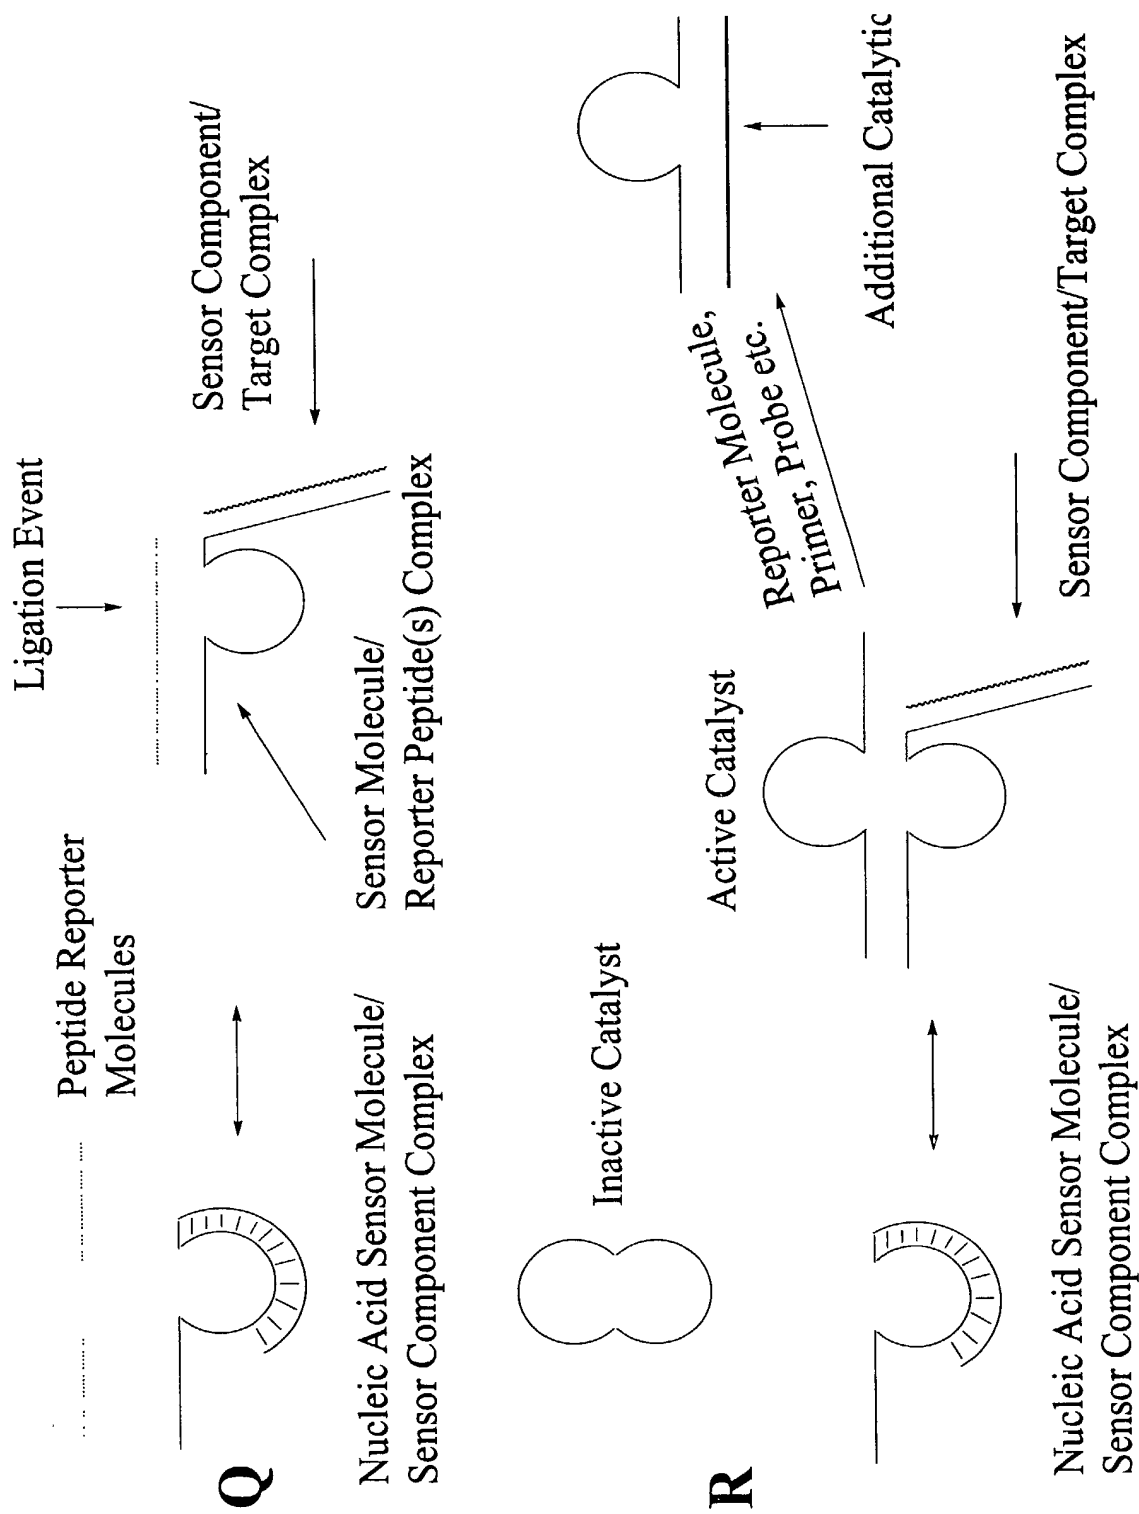 Q
Peptide Reporter
Molecules
Ligation Event
Sensor Component/
Target Complex
Nucleic Acid Sensor Molecule/
Sensor Component Complex
Sensor Molecule/
Reporter Peptide(s) Complex
R
Inactive Catalyst
Active Catalyst
Reporter Molecule,
Primer, Probe etc.
Additional Catalytic
Nucleic Acid Sensor Molecule/
Sensor Component Complex
Sensor Component/Target Complex